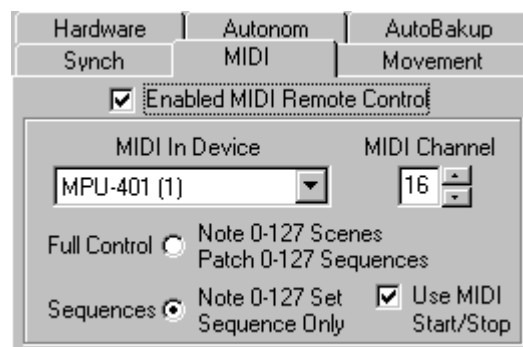 Hardware Autonom AutoBakup
Synch MIDI Movement
Enabled MIDI Remote Control
MIDI In Device MIDI Channel
MPU-401 (1) 16
Full Control Note 0-127 Scenes
Patch 0-127 Sequences
Sequences Note 0-127 Set Use MIDI
Sequence Only Start/Stop